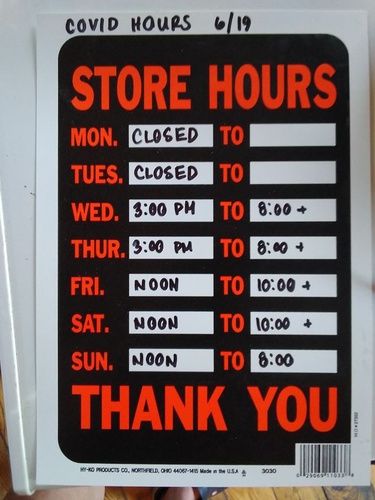 COVID HOURS 6/19
STORE HOURS
MON. CLOSED TO
TUES. CLOSED TO
WED. 3:00 PM TO 8:00 +
THUR. 3:00 PM TO 8:00 +
FRI. NOON TO 10:00 +
SAT. NOON TO 10:00 +
SUN. NOON TO 8:00
THANK YOU
HY-KO PRODUCTS CO., NORTHFIELD, OHIO 44067-1415 Made in the U.S.A 3030